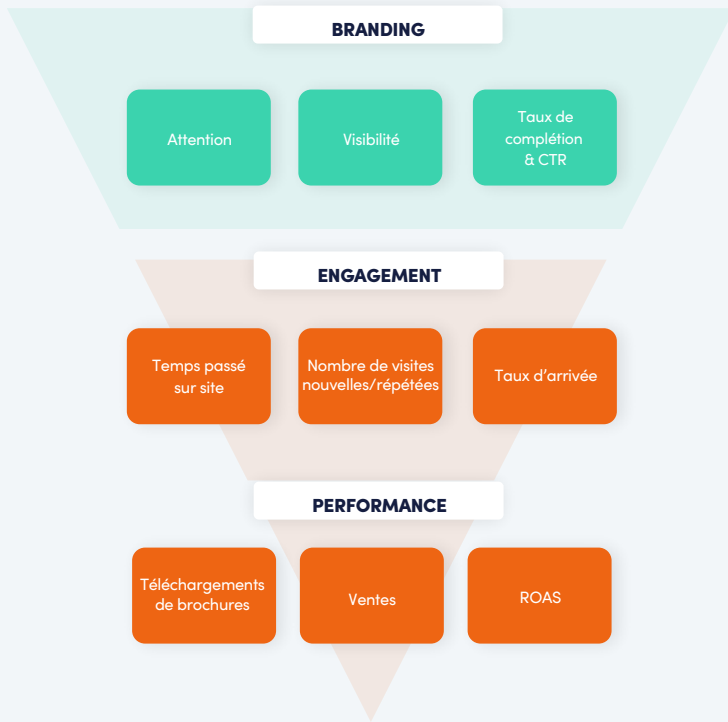 BRANDING
Attention
Visibilité
Taux de
complétion
& CTR
ENGAGEMENT
Temps passé
sur site
Nombre de visites
nouvelles/répétées
Taux d’arrivée
PERFORMANCE
Téléchargements
de brochures
Ventes
ROAS